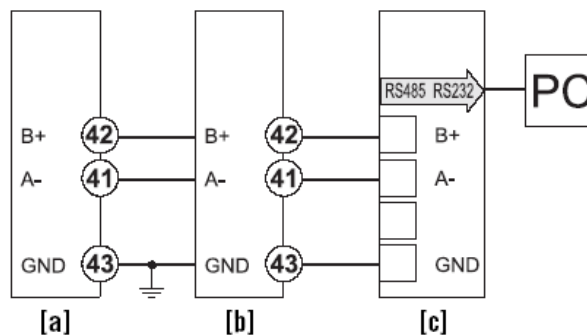 RS485 RS232
PC
B+ 42 B+ 42 B+
A- 41 A- 41 A-
GND 43 GND 43 GND
[a] [b] [c]